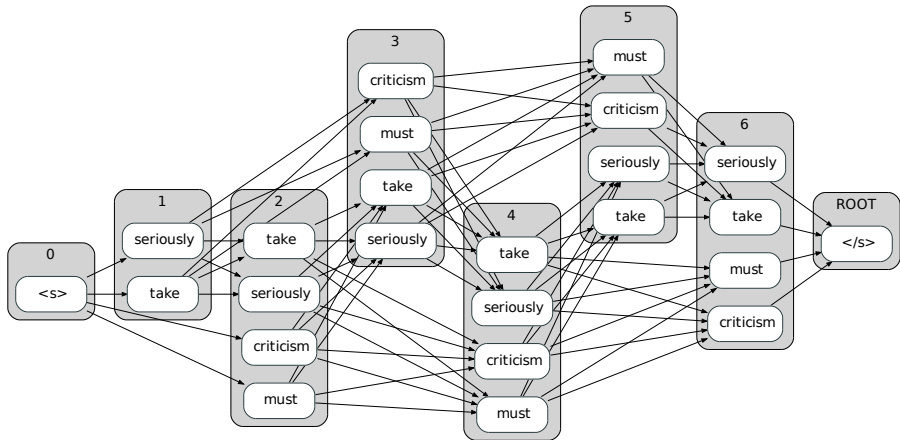 0
<s>
1
seriously
take
2
take
seriously
criticism
must
3
criticism
must
take
seriously
4
take
seriously
criticism
must
5
must
criticism
seriously
take
6
seriously
take
must
criticism
ROOT
</s>